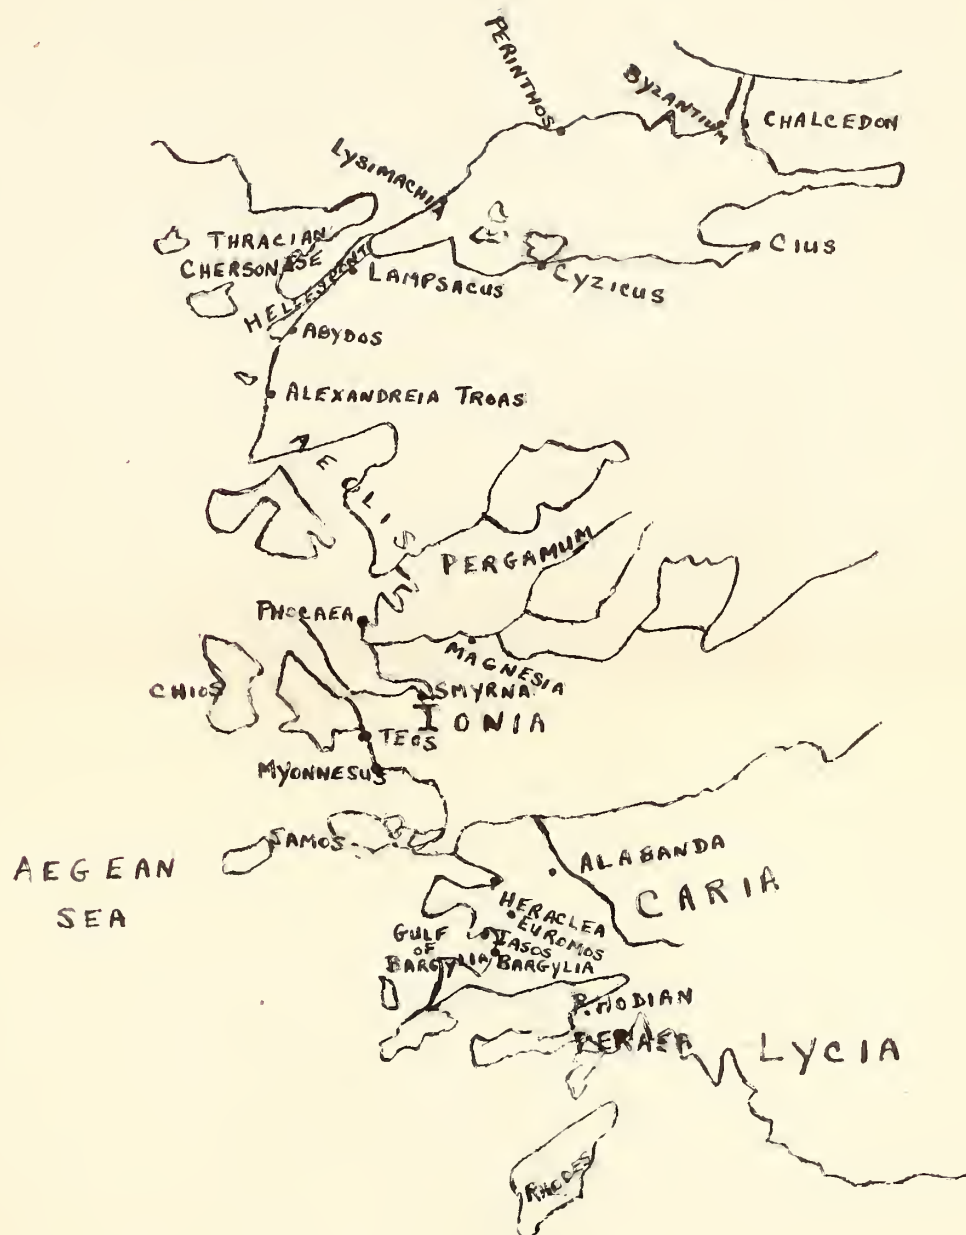 PERINTHOS
BYZANTIUM
CHALCEDON
LYSIMACHIA
THRACIAN
CHERSONESE
HELLESPONT
LAMPSACUS
CYZICUS
CIUS
ABYDOS
ALEXANDREIA TROAS
AEOLIS
PERGAMUM
PHOCAEA
MAGNESIA
CHIOS
SMYRNA
IONIA
TEOS
MYONNESUS
SAMOS
AEGEAN
SEA
ALABANDA
CARIA
HERACLEA
EUROMOS
GULF
OF
BARGYLIA
IASOS
BARGYLIA
RHODIAN
PERAEA
LYCIA
RHODES